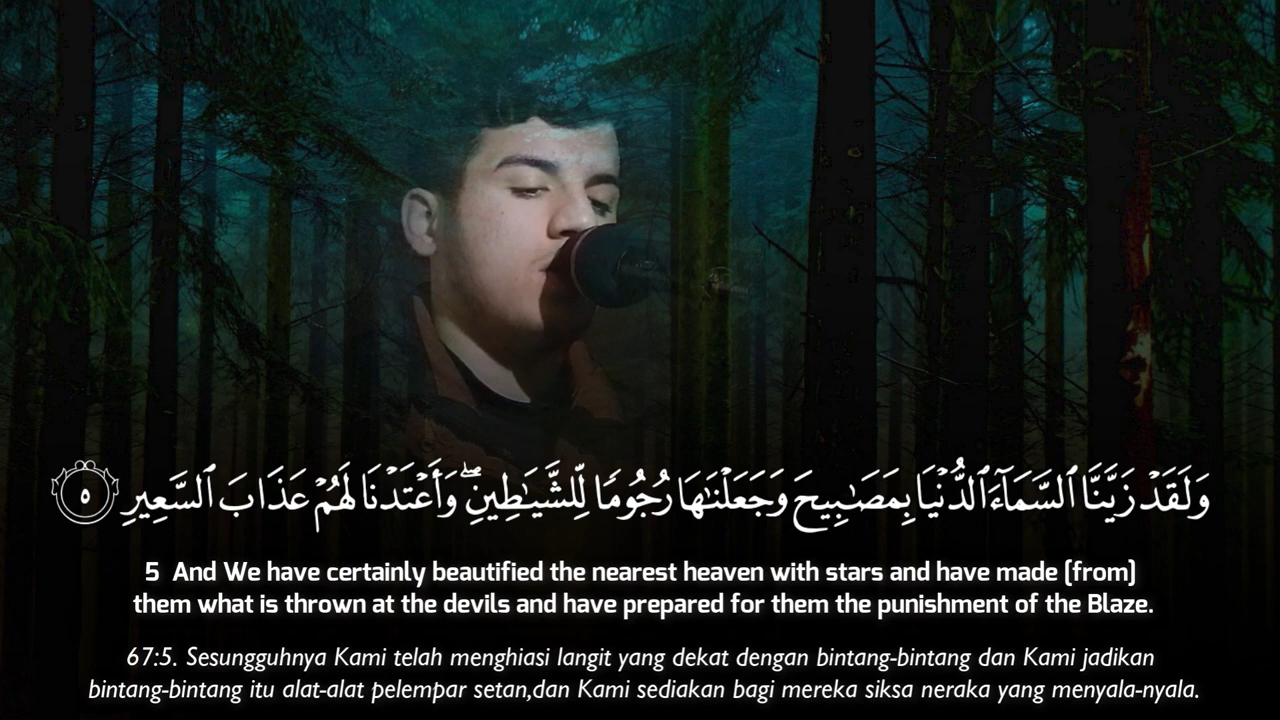 وَلَقَدْ زَيَّنَّا ٱلسَّمَآءَ ٱلدُّنْيَا بِمَصَـٰبِيحَ وَجَعَلْنَـٰهَا رُجُومًا لِّلشَّيَـٰطِينِ ۖ وَأَعْتَدْنَا لَهُمْ عَذَابَ ٱلسَّعِيرِ ٥
5 And We have certainly beautified the nearest heaven with stars and have made [from]
them what is thrown at the devils and have prepared for them the punishment of the Blaze.
67:5. Sesungguhnya Kami telah menghiasi langit yang dekat dengan bintang-bintang dan Kami jadikan
bintang-bintang itu alat-alat pelempar setan,dan Kami sediakan bagi mereka siksa neraka yang menyala-nyala.